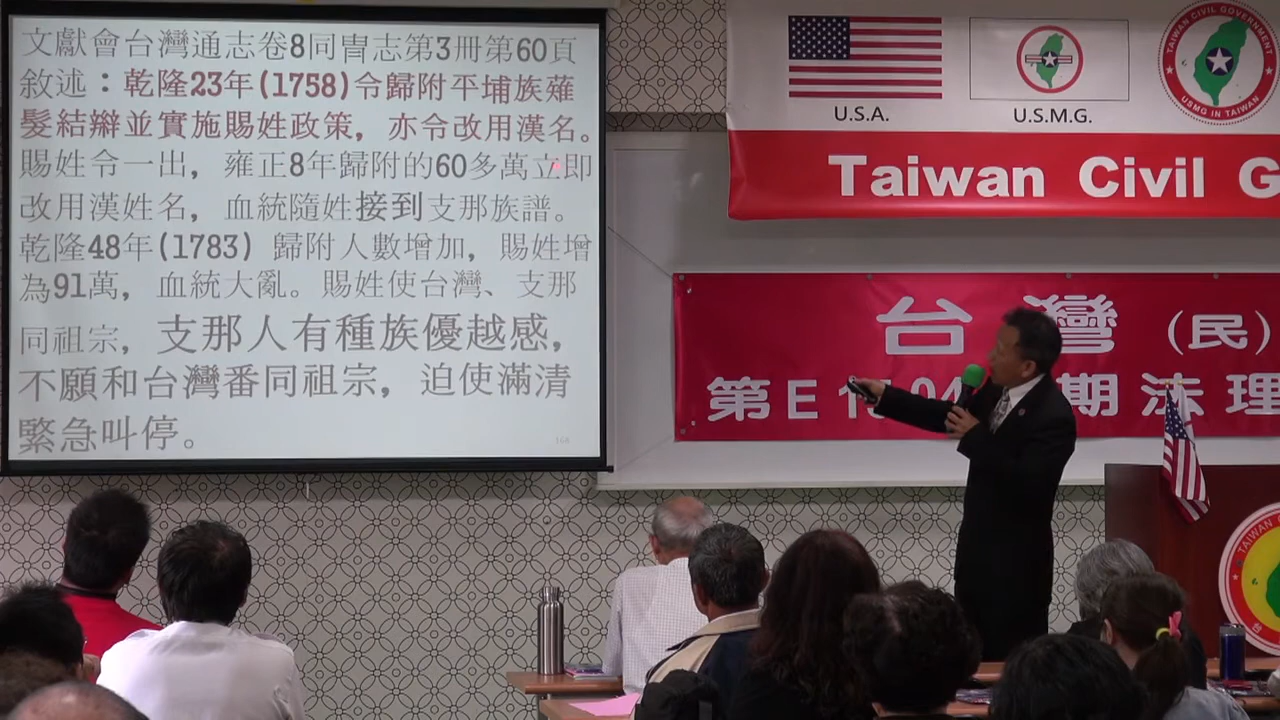 文獻會台灣通志卷8同冑志第3冊第60頁
敘述：乾隆23年(1758)令歸附平埔族薙
髮結辮並實施賜姓政策，亦令改用漢名。
賜姓令一出，雍正8年歸附的60多萬立即
改用漢姓名，血統隨姓接到支那族譜。
乾隆48年(1783) 歸附人數增加，賜姓增
為91萬，血統大亂。賜姓使台灣、支那
同祖宗，支那人有種族優越感，
不願和台灣番同祖宗，迫使滿清
緊急叫停。
164
U.S.A.
U.S.M.G.
TAIWAN CIVIL GOVERNMENT
USMG IN TAIWAN
Taiwan Civil G
台灣(民)
第E1
期法理